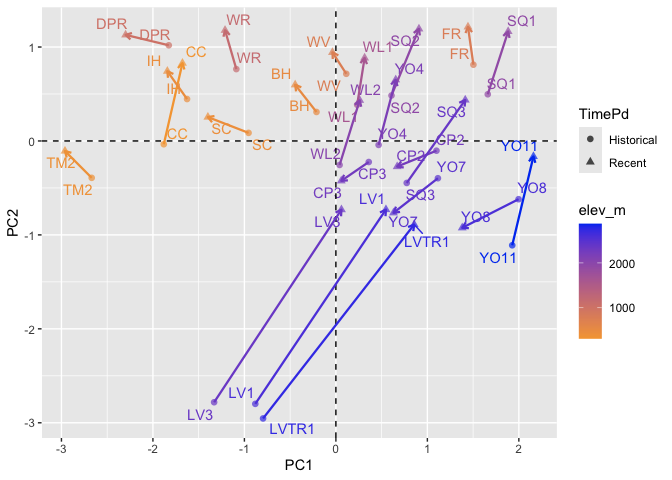 DPR
DPR
WR
WR
CC
IH
IH
WV
WV
WL1
SQ2
YO4
FR
FR
SQ1
SQ1
BH
BH
WL2
WL1
SQ2
SQ3
SC
SC
CC
YO4
CP2
YO11
WL2
CP2
TM2
TM2
CP3
CP3
YO7
YO8
LV1
SQ3
LV3
YO7
YO8
LVTR1
YO11
LV1
LV3
LVTR1
1
0
-1
-2
-3
PC2
-3
-2
-1
0
1
2
PC1
TimePd
Historical
Recent
elev_m
2000
1000